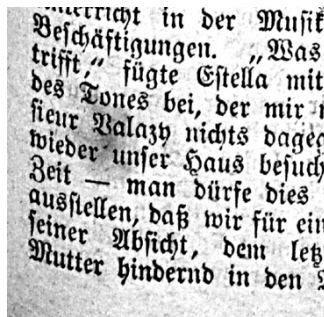 in der Musik
Beschäftigungen. „Was
trifft,“ fügte Estella mit
des Tones bei, der mir
sieur Valazy nichts dageg
wieder unser Haus besuch
Zeit — man dürfe dies
ausstellen, daß wir für ein
seiner Absicht, dem letz
Mutter hindernd in den